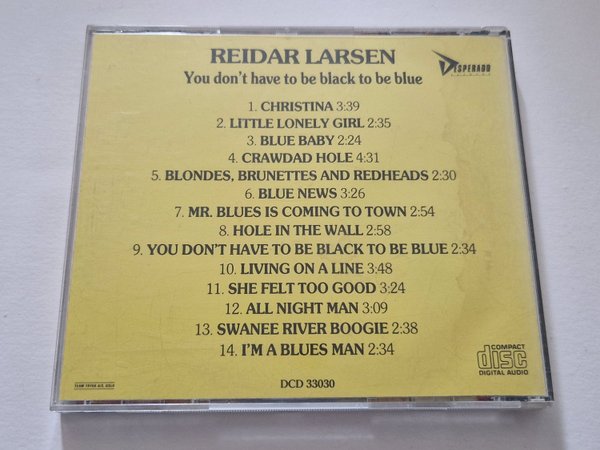 REIDAR LARSEN
DESPERADO
RECORDS
You don't have to be black to be blue
1. CHRISTINA 3:39
2. LITTLE LONELY GIRL 2:35
3. BLUE BABY 2:24
4. CRAWDAD HOLE 4:31
5. BLONDES, BRUNETTES AND REDHEADS 2:30
6. BLUE NEWS 3:26
7. MR. BLUES IS COMING TO TOWN 2:54
8. HOLE IN THE WALL 2:58
9. YOU DON'T HAVE TO BE BLACK TO BE BLUE 2:34
10. LIVING ON A LINE 3:48
11. SHE FELT TOO GOOD 3:24
12. ALL NIGHT MAN 3:09
13. SWANEE RIVER BOOGIE 2:38
14. I'M A BLUES MAN 2:34
COMPACT
disc
DIGITAL AUDIO
DCD 33030